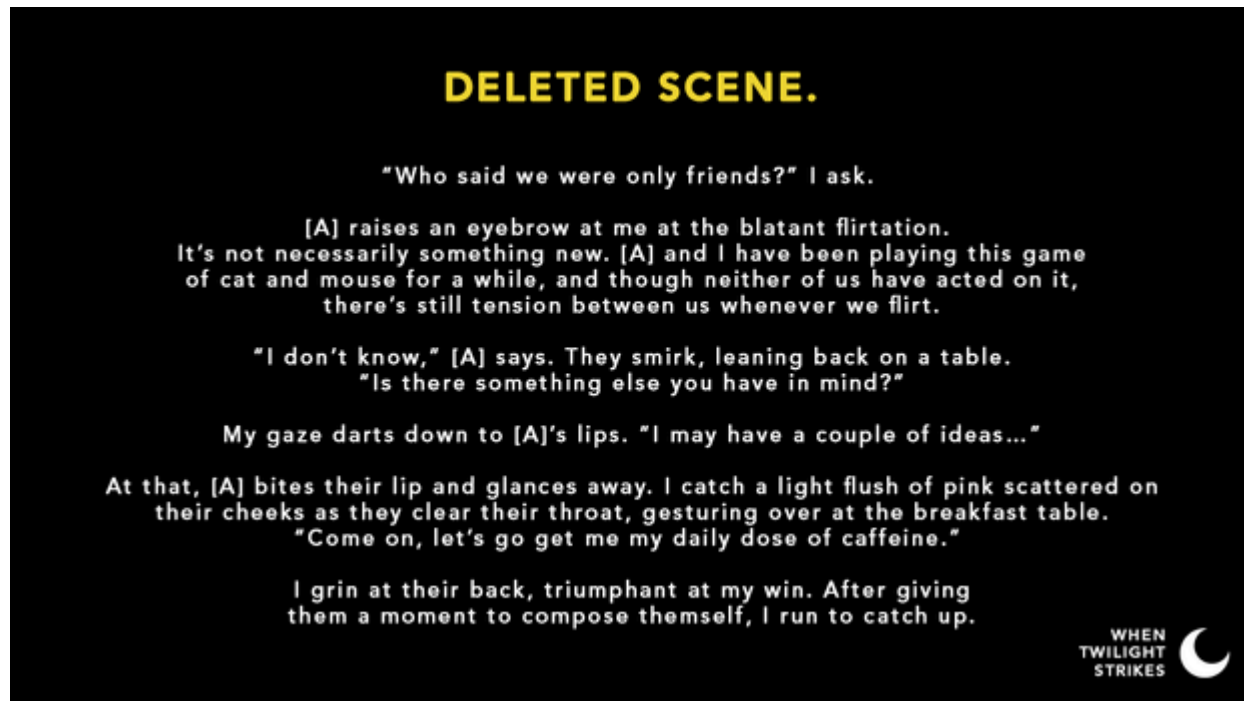 DELETED SCENE.
"Who said we were only friends?" I ask.
[A] raises an eyebrow at me at the blatant flirtation.
It's not necessarily something new. [A] and I have been playing this game
of cat and mouse for a while, and though neither of us have acted on it,
there's still tension between us whenever we flirt.
"I don't know," [A] says. They smirk, leaning back on a table.
"Is there something else you have in mind?"
My gaze darts down to [A]'s lips. "I may have a couple of ideas…"
At that, [A] bites their lip and glances away. I catch a light flush of pink scattered on
their cheeks as they clear their throat, gesturing over at the breakfast table.
"Come on, let's go get me my daily dose of caffeine."
I grin at their back, triumphant at my win. After giving
them a moment to compose themself, I run to catch up.
WHEN
TWILIGHT
STRIKES